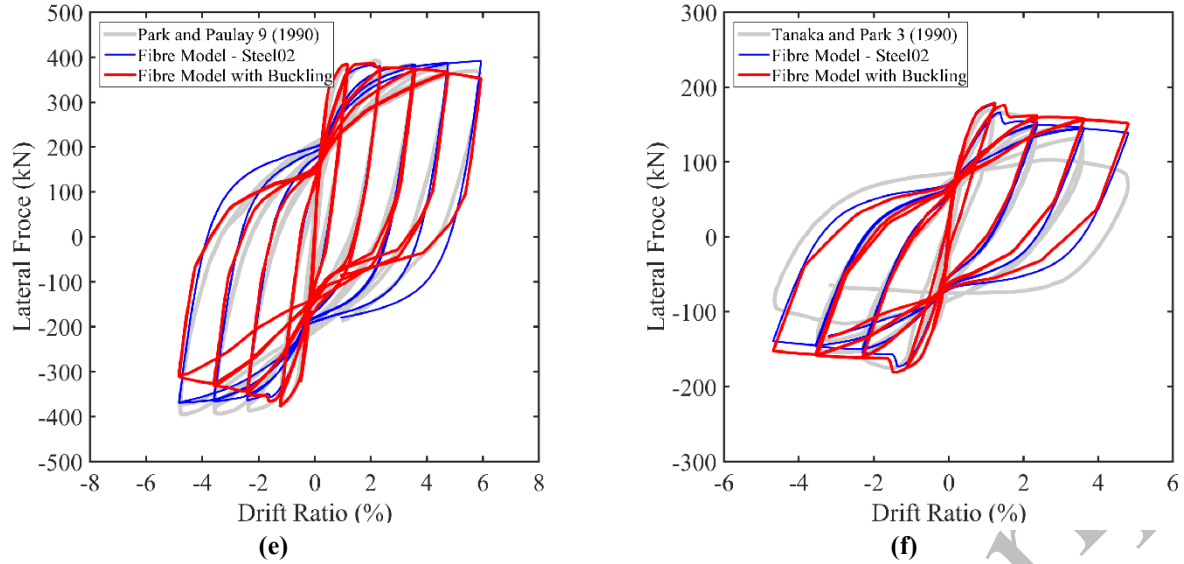 (e)
(f)
Park and Paulay 9 (1990)
Fibre Model - Steel02
Fibre Model with Buckling
500
400
300
200
100
0
-100
-200
-300
-400
-500
Lateral Froce (kN)
-8 -6 -4 -2 0 2 4 6 8
Drift Ratio (%)
(e)
Tanaka and Park 3 (1990)
Fibre Model - Steel02
Fibre Model with Buckling
300
200
100
0
-100
-200
-300
Lateral Froce (kN)
-6 -4 -2 0 2 4 6
Drift Ratio (%)
(f)